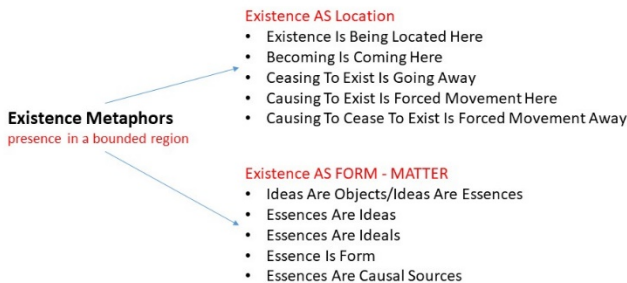 Existence AS Location
• Existence Is Being Located Here
• Becoming Is Coming Here
• Ceasing To Exist Is Going Away
• Causing To Exist Is Forced Movement Here
• Causing To Cease To Exist Is Forced Movement Away
Existence Metaphors
presence in a bounded region
Existence AS FORM - MATTER
• Ideas Are Objects/Ideas Are Essences
• Essences Are Ideas
• Essences Are Ideals
• Essence Is Form
• Essences Are Causal Sources